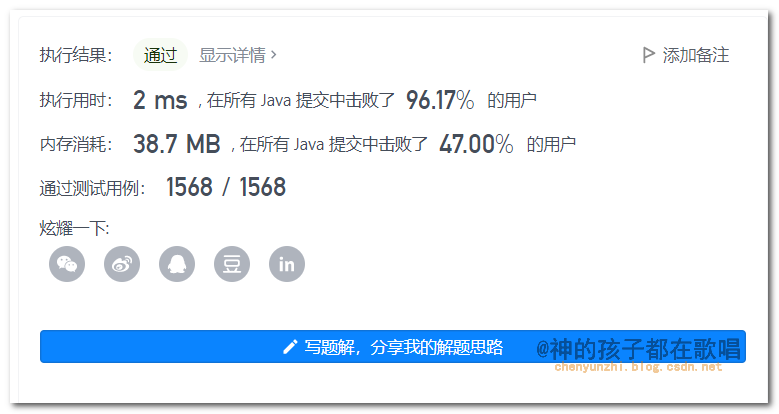 执行结果： 通过 显示详情 › 添加备注
执行用时： 2 ms , 在所有 Java 提交中击败了 96.17% 的用户
内存消耗： 38.7 MB , 在所有 Java 提交中击败了 47.00% 的用户
通过测试用例： 1568 / 1568
炫耀一下:
豆 in
写题解，分享我的解题思路
@神的孩子都在歌唱
chenyunzhi.blog.csdn.net